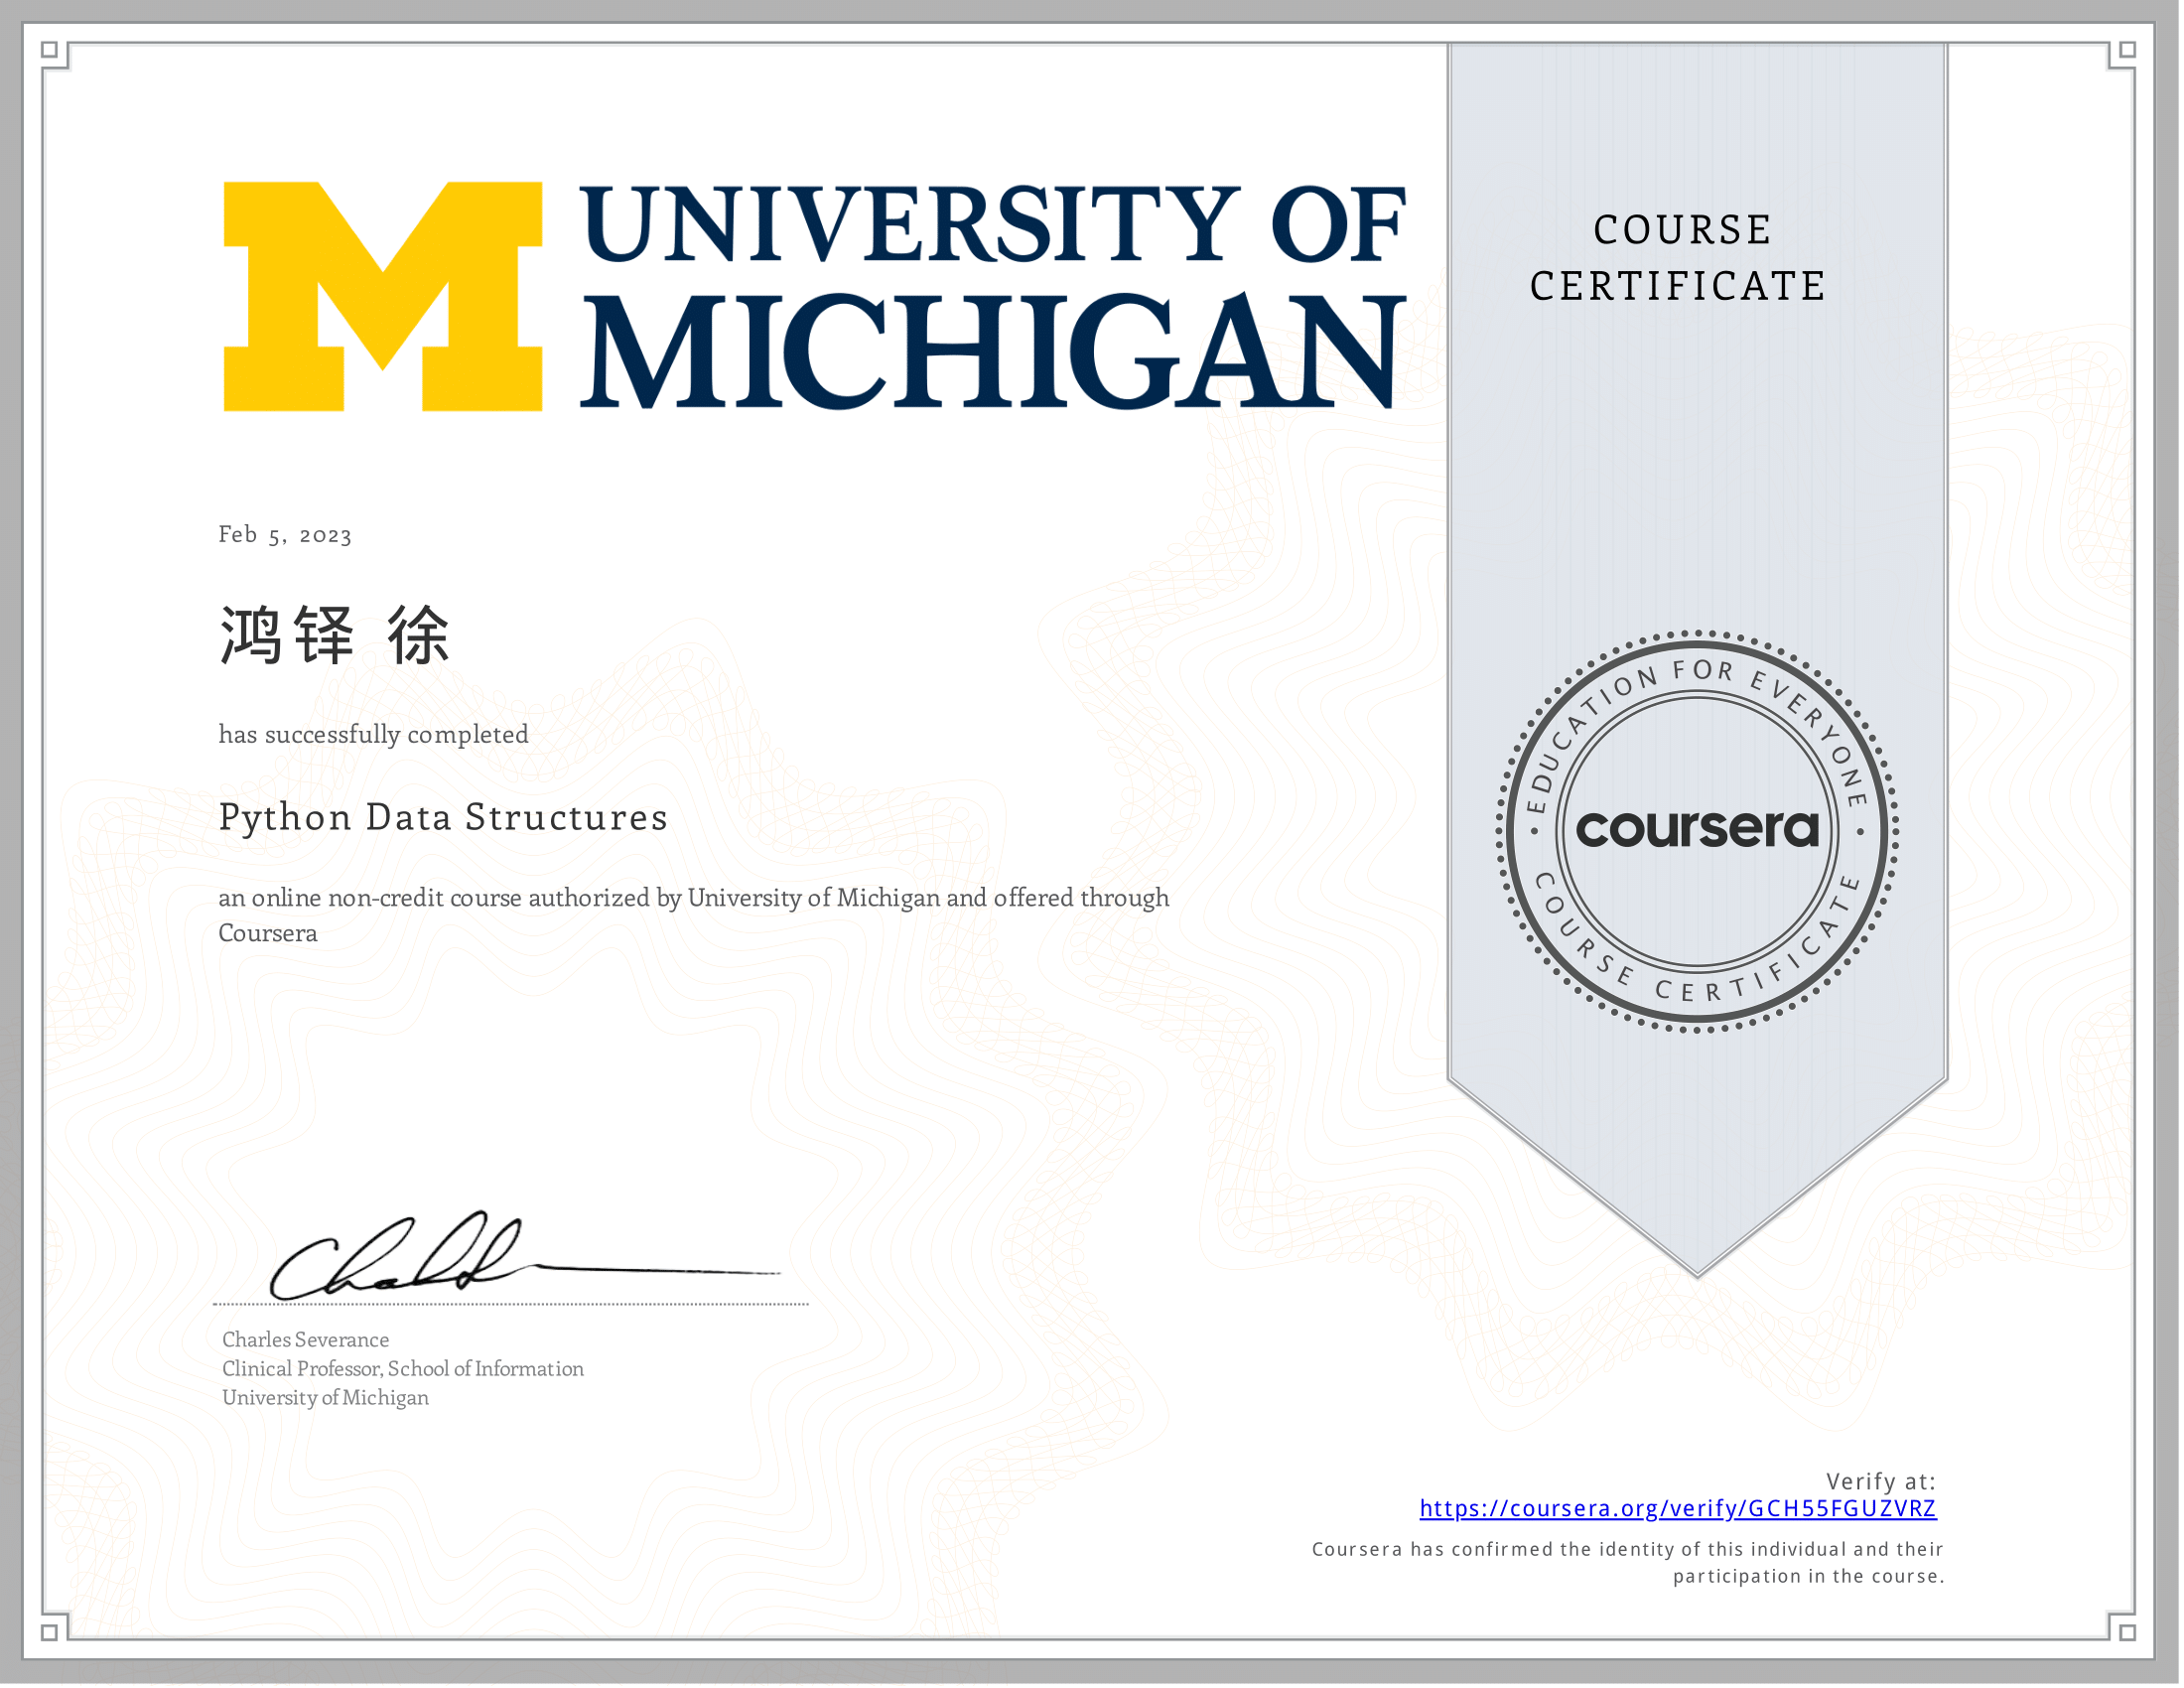 UNIVERSITY OF
MICHIGAN
COURSE
CERTIFICATE
Feb 5, 2023
鸿铎 徐
has successfully completed
Python Data Structures
an online non-credit course authorized by University of Michigan and offered through
Coursera
EDUCATION FOR EVERYONE
coursera
COURSE CERTIFICATE
Charles Severance
Clinical Professor, School of Information
University of Michigan
Verify at:
https://coursera.org/verify/GCH55FGUZVRZ
Coursera has confirmed the identity of this individual and their
participation in the course.